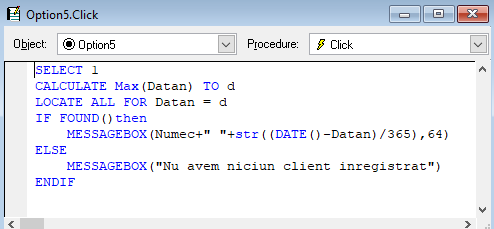 Option5.Click
Object: Option5 Procedure: Click
SELECT 1
CALCULATE Max(Datan) TO d
LOCATE ALL FOR Datan = d
IF FOUND()then
    MESSAGEBOX(Numec+" "+str((DATE()-Datan)/365),64)
ELSE
    MESSAGEBOX("Nu avem niciun client inregistrat")
ENDIF